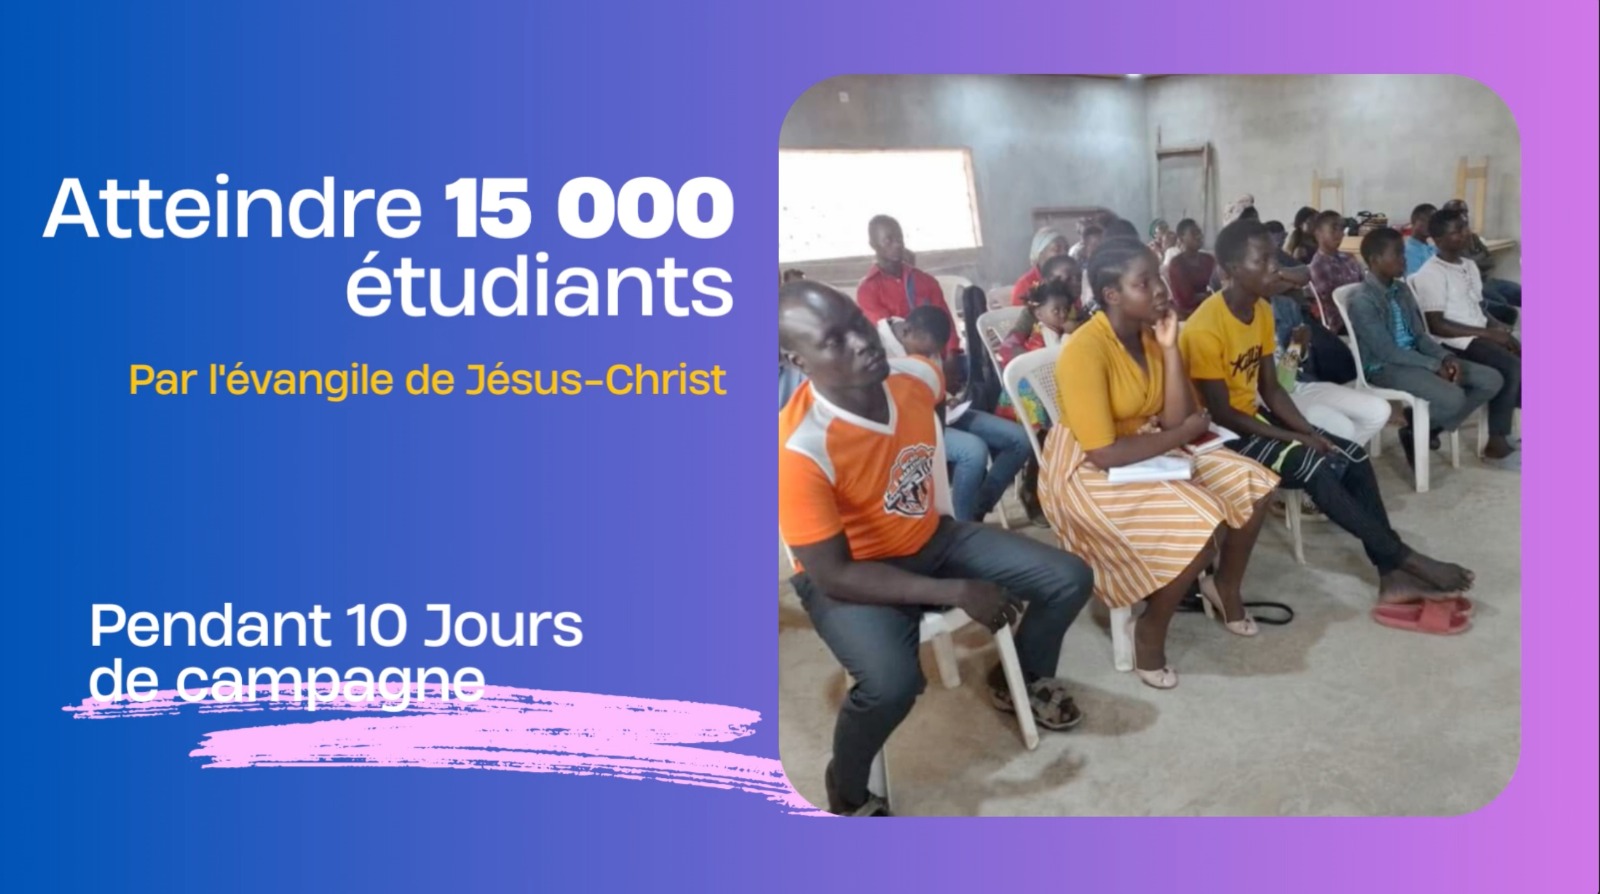 Atteindre 15 000
étudiants
Par l'évangile de Jésus-Christ
Pendant 10 Jours
de campagne